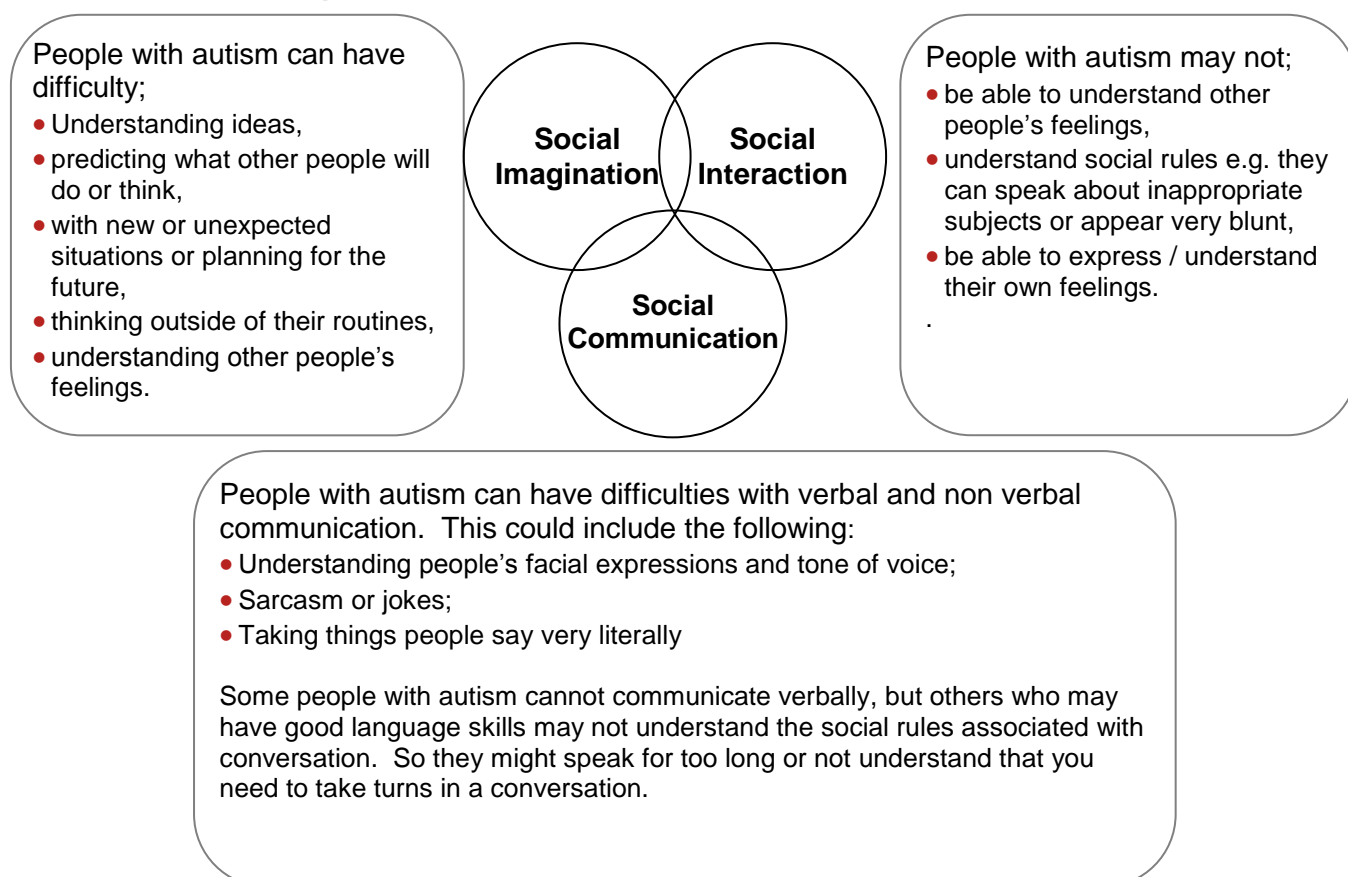 People with autism can have
difficulty;
• Understanding ideas,
• predicting what other people will
do or think,
• with new or unexpected
situations or planning for the
future,
• thinking outside of their routines,
• understanding other people's
feelings.
Social
Imagination
Social
Interaction
Social
Communication
People with autism may not;
• be able to understand other
people's feelings,
• understand social rules e.g. they
can speak about inappropriate
subjects or appear very blunt,
• be able to express / understand
their own feelings.
.
People with autism can have difficulties with verbal and non verbal
communication.  This could include the following:
• Understanding people's facial expressions and tone of voice;
• Sarcasm or jokes;
• Taking things people say very literally
Some people with autism cannot communicate verbally, but others who may
have good language skills may not understand the social rules associated with
conversation.  So they might speak for too long or not understand that you
need to take turns in a conversation.